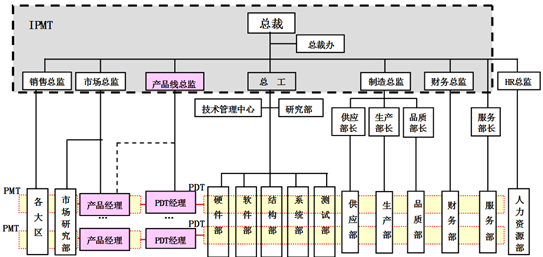 IPMT
总裁
总裁办
销售总监
市场总监
产品线总监
总 工
制造总监
财务总监
HR总监
技术管理中心
研究部
供应部长
生产部长
品质部长
服务部长
PMT
PDT
各大区
市场研究部
产品经理
...
PDT经理
...
硬件部
软件部
结构部
系统部
测试部
供应部
生产部
品质部
财务部
服务部
人力资源部
PMT
产品经理
PDT
PDT经理